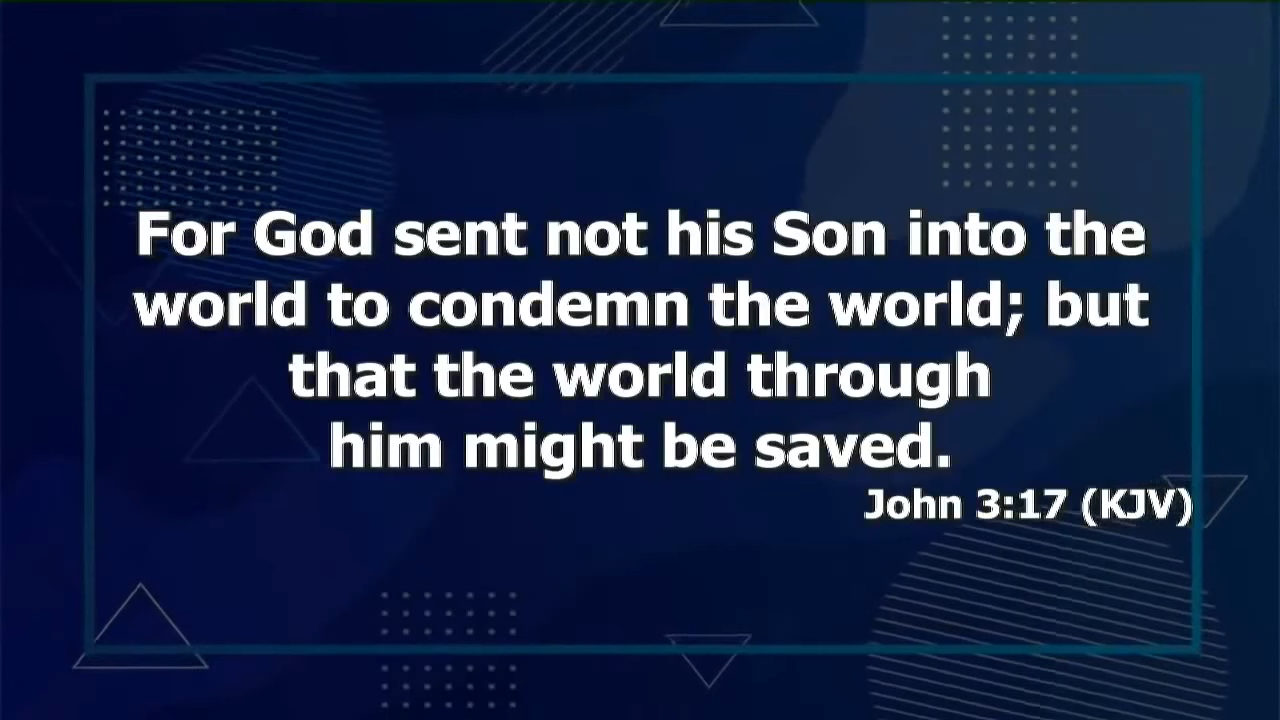 For God sent not his Son into the
world to condemn the world; but
that the world through
him might be saved.
John 3:17 (KJV)